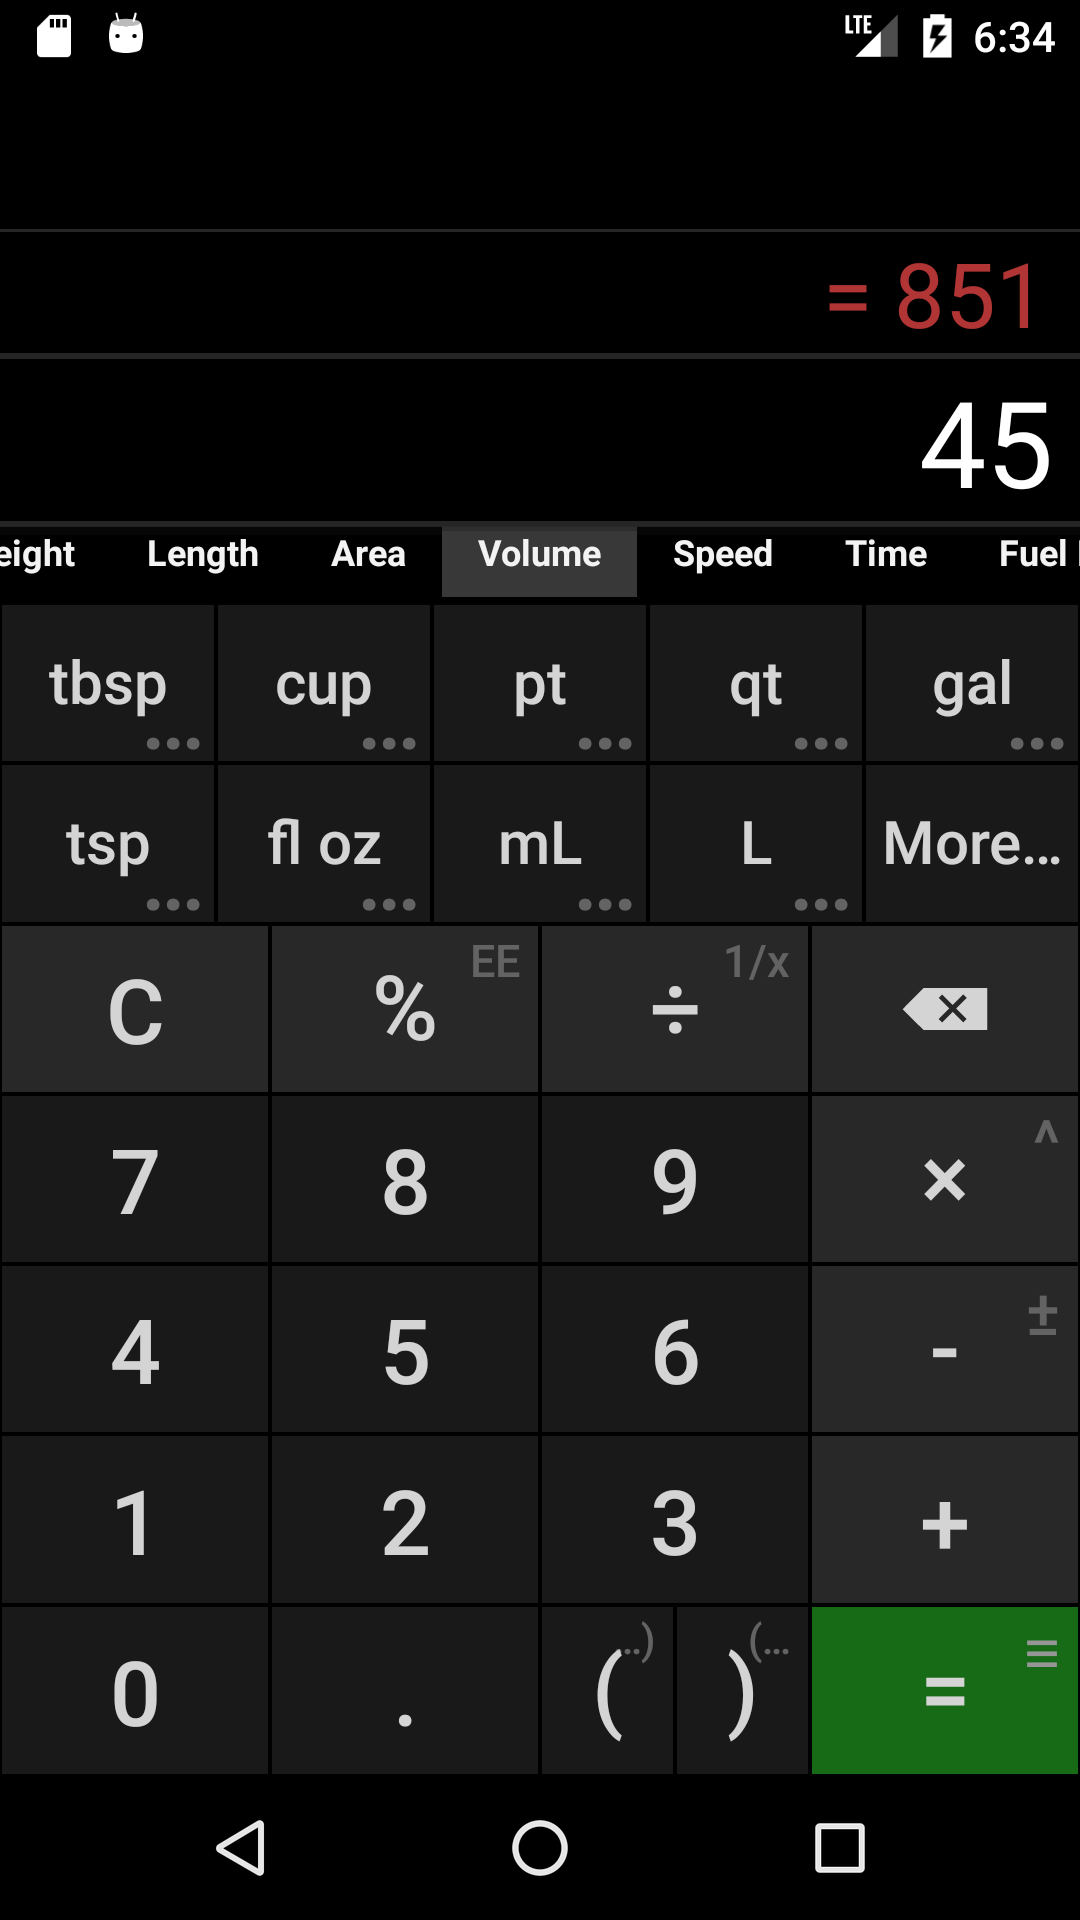 LTE 6:34
= 851
45
eight Length Area Volume Speed Time Fuel
tbsp cup pt qt gal
tsp fl oz mL L More...
C % EE ÷ 1/x
7 8 9 × ^
4 5 6 - ±
1 2 3 +
0 . ( ..) ) (... =